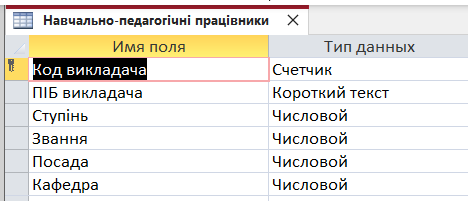 Навчально-педагогічні працівники
Имя поля Тип данных
Код викладача Счетчик
ПІБ викладача Короткий текст
Ступінь Числовой
Звання Числовой
Посада Числовой
Кафедра Числовой